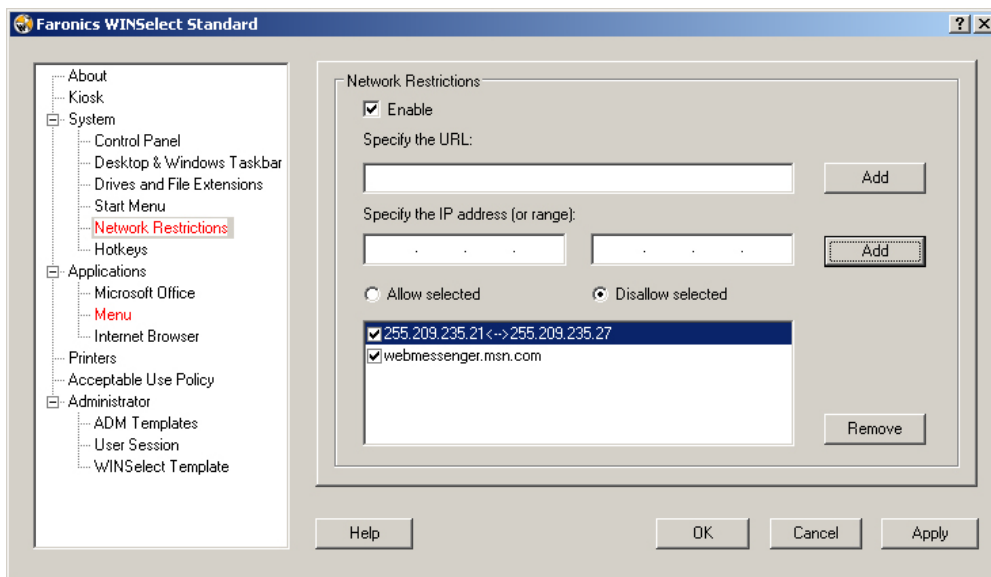 Faronics WINSelect Standard
About
Kiosk
System
Control Panel
Desktop & Windows Taskbar
Drives and File Extensions
Start Menu
Network Restrictions
Hotkeys
Applications
Microsoft Office
Menu
Internet Browser
Printers
Acceptable Use Policy
Administrator
ADM Templates
User Session
WINSelect Template
Network Restrictions
Enable
Specify the URL:
Add
Specify the IP address (or range):
. . . . . . Add
Allow selected Disallow selected
255.209.235.21<-->255.209.235.27
webmessenger.msn.com
Remove
Help OK Cancel Apply